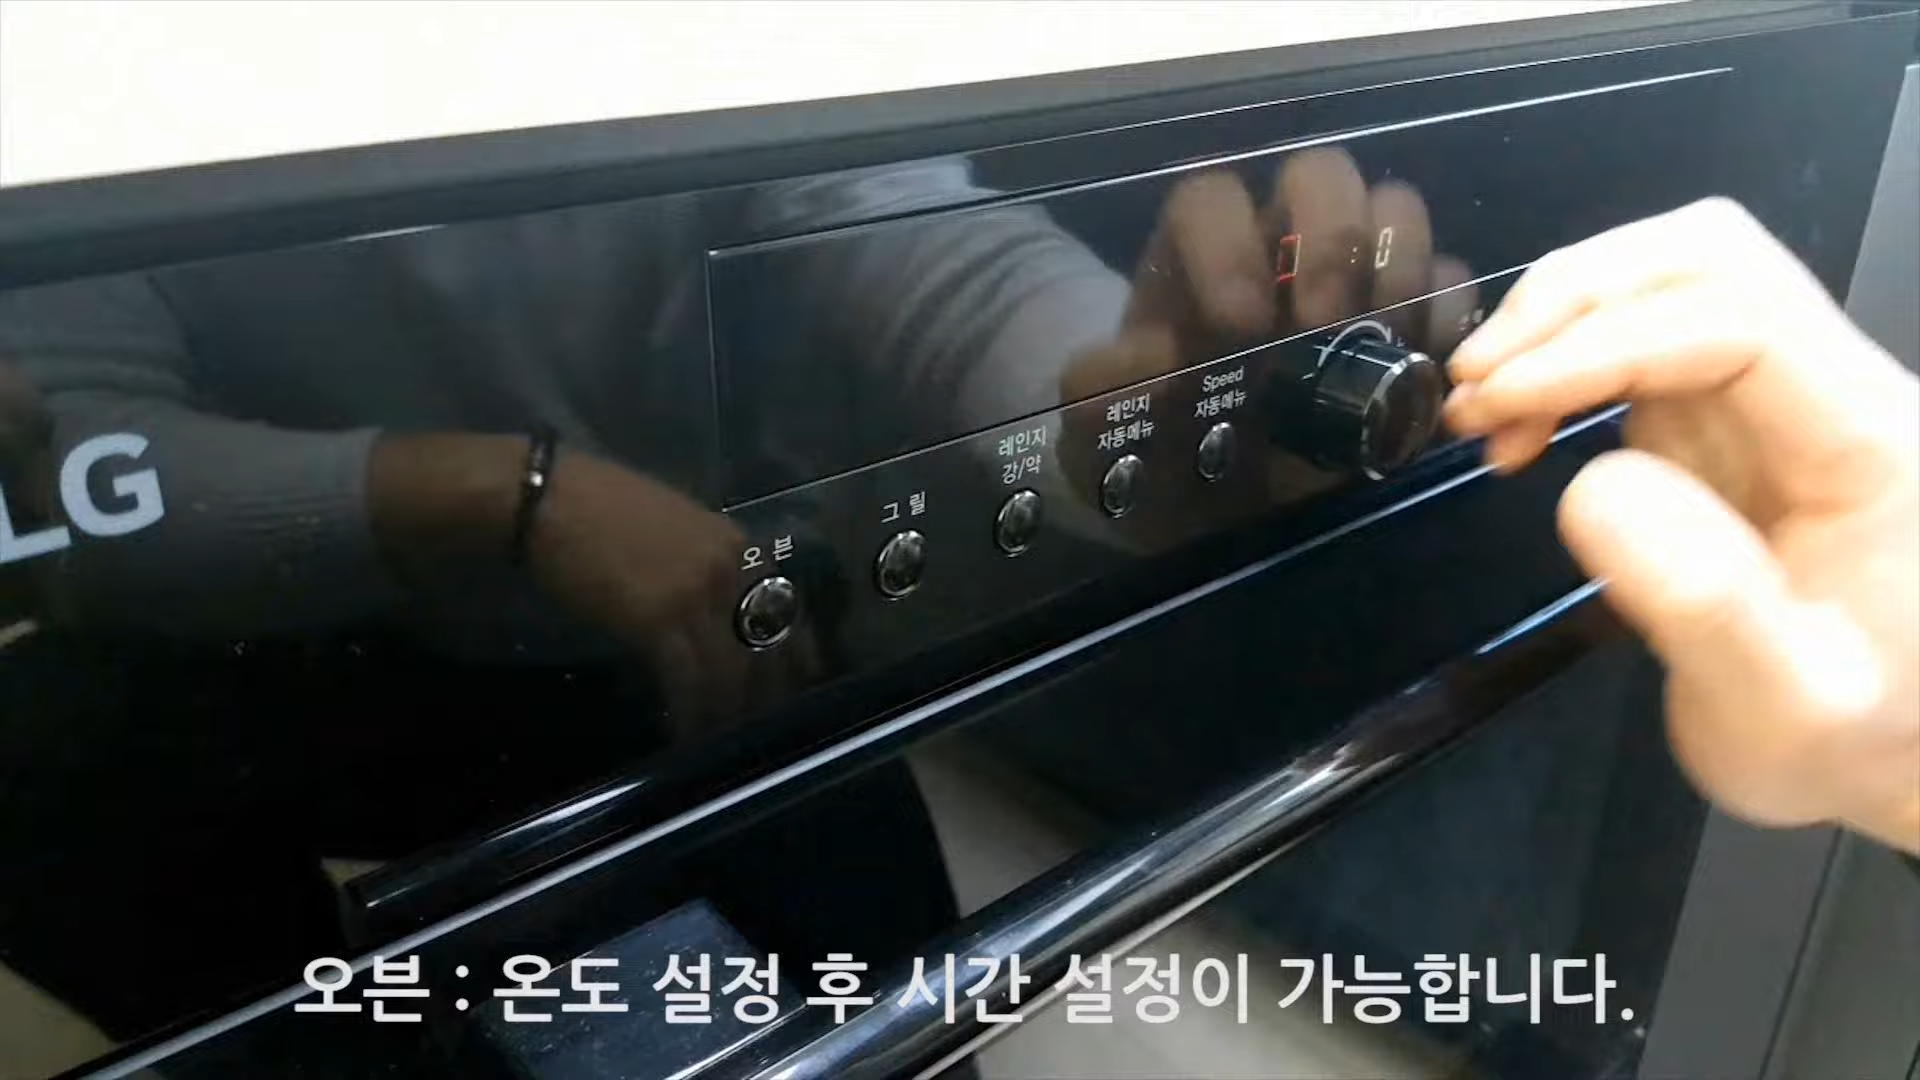 : 0
Speed
자동메뉴
레인지
자동메뉴
레인지
강/약
그릴
오븐
LG
오븐 : 온도 설정 후 시간 설정이 가능합니다.